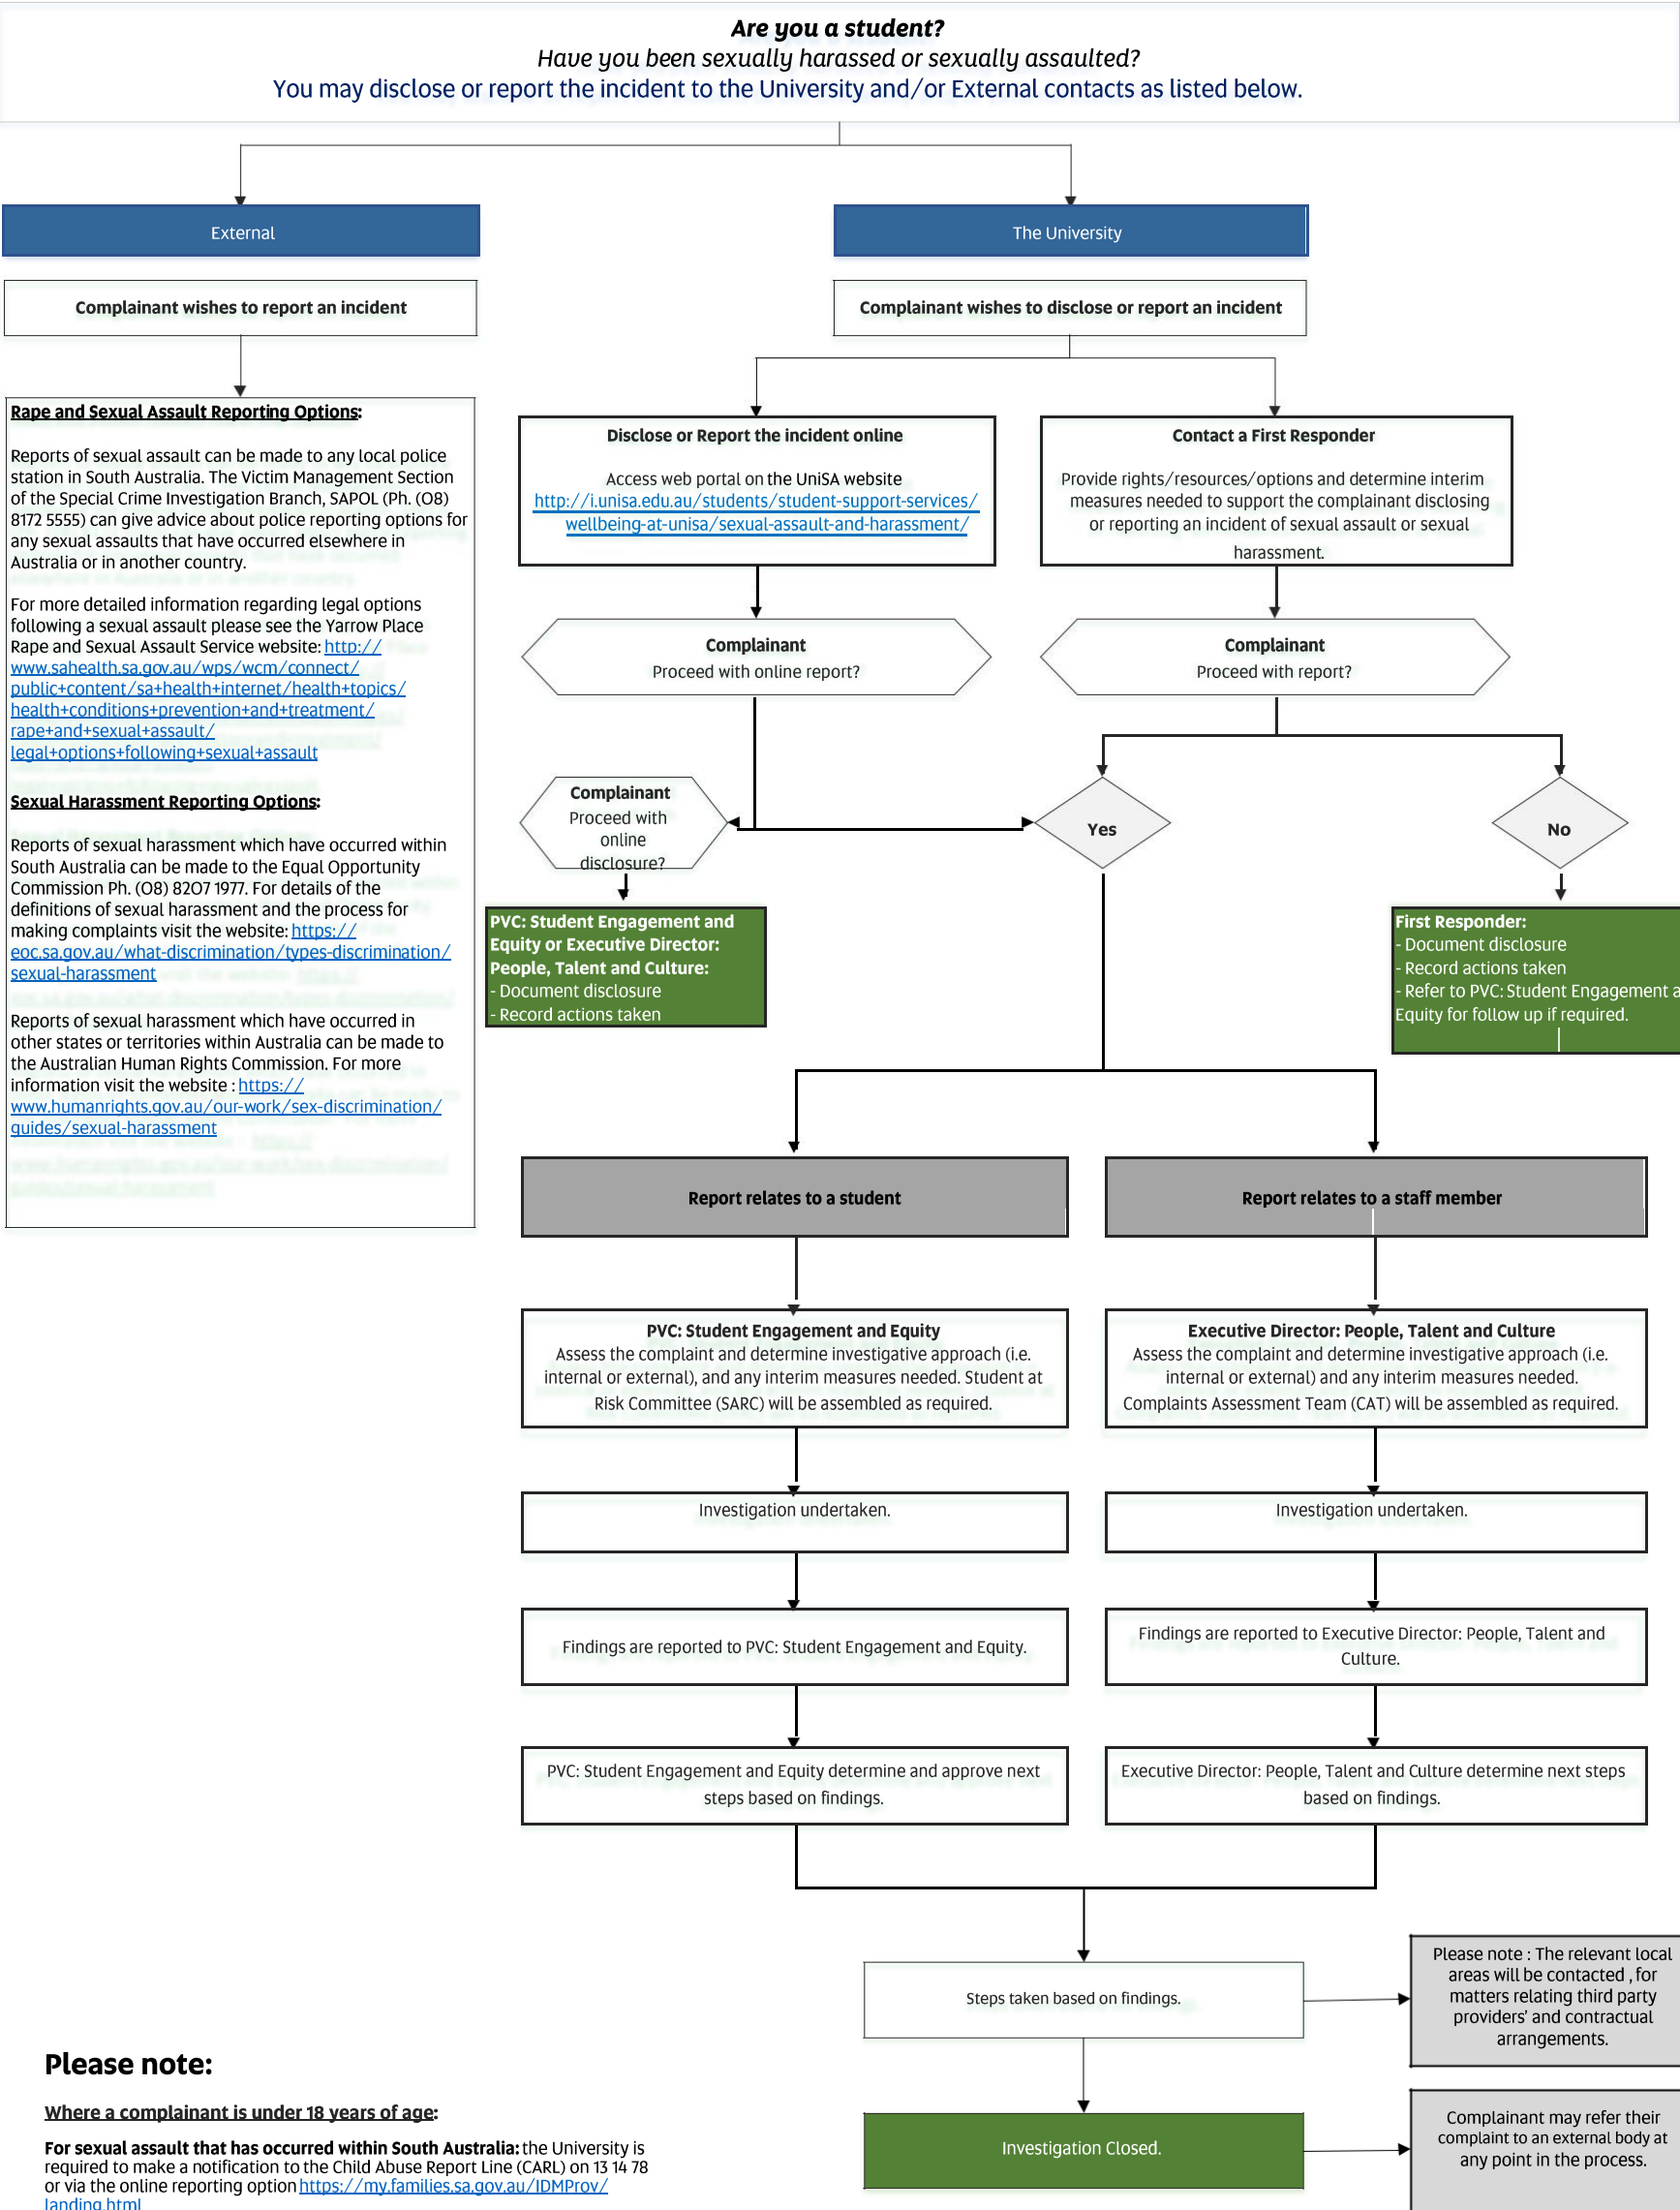 Are you a student?
Have you been sexually harassed or sexually assaulted?
You may disclose or report the incident to the University and/or External contacts as listed below.
External
Complainant wishes to report an incident
Rape and Sexual Assault Reporting Options:
Reports of sexual assault can be made to any local police
station in South Australia. The Victim Management Section
of the Special Crime Investigation Branch, SAPOL (Ph. (08)
8172 5555) can give advice about police reporting options for
any sexual assaults that have occurred elsewhere in
Australia or in another country.
For more detailed information regarding legal options
following a sexual assault please see the Yarrow Place
Rape and Sexual Assault Service website: http://
www.sahealth.sa.gov.au/wps/wcm/connect/
public+content/sa+health+internet/health+topics/
health+conditions+prevention+and+treatment/
rape+and+sexual+assault/
legal+options+following+sexual+assault
Sexual Harassment Reporting Options:
Reports of sexual harassment which have occurred within
South Australia can be made to the Equal Opportunity
Commission Ph. (08) 8207 1977. For details of the
definitions of sexual harassment and the process for
making complaints visit the website: https://
eoc.sa.gov.au/what-discrimination/types-discrimination/
sexual-harassment
Reports of sexual harassment which have occurred in
other states or territories within Australia can be made to
the Australian Human Rights Commission. For more
information visit the website : https://
www.humanrights.gov.au/our-work/sex-discrimination/
guides/sexual-harassment
The University
Complainant wishes to disclose or report an incident
Disclose or Report the incident online
Access web portal on the UniSA website
http://i.unisa.edu.au/students/student-support-services/
wellbeing-at-unisa/sexual-assault-and-harassment/
Contact a First Responder
Provide rights/resources/options and determine interim
measures needed to support the complainant disclosing
or reporting an incident of sexual assault or sexual
harassment.
Complainant
Proceed with online report?
Complainant
Proceed with report?
Complainant
Proceed with
online
disclosure?
Yes
No
PVC: Student Engagement and
Equity or Executive Director:
People, Talent and Culture:
- Document disclosure
- Record actions taken
First Responder:
- Document disclosure
- Record actions taken
- Refer to PVC: Student Engagement a
Equity for follow up if required.
Report relates to a student
Report relates to a staff member
PVC: Student Engagement and Equity
Assess the complaint and determine investigative approach (i.e.
internal or external), and any interim measures needed. Student at
Risk Committee (SARC) will be assembled as required.
Executive Director: People, Talent and Culture
Assess the complaint and determine investigative approach (i.e.
internal or external) and any interim measures needed.
Complaints Assessment Team (CAT) will be assembled as required.
Investigation undertaken.
Investigation undertaken.
Findings are reported to PVC: Student Engagement and Equity.
Findings are reported to Executive Director: People, Talent and
Culture.
PVC: Student Engagement and Equity determine and approve next
steps based on findings.
Executive Director: People, Talent and Culture determine next steps
based on findings.
Steps taken based on findings.
Please note : The relevant local
areas will be contacted , for
matters relating third party
providers' and contractual
arrangements.
Investigation Closed.
Complainant may refer their
complaint to an external body at
any point in the process.
Please note:
Where a complainant is under 18 years of age:
For sexual assault that has occurred within South Australia: the University is
required to make a notification to the Child Abuse Report Line (CARL) on 13 14 78
or via the online reporting option https://my.families.sa.gov.au/IDMProv/
landing.html